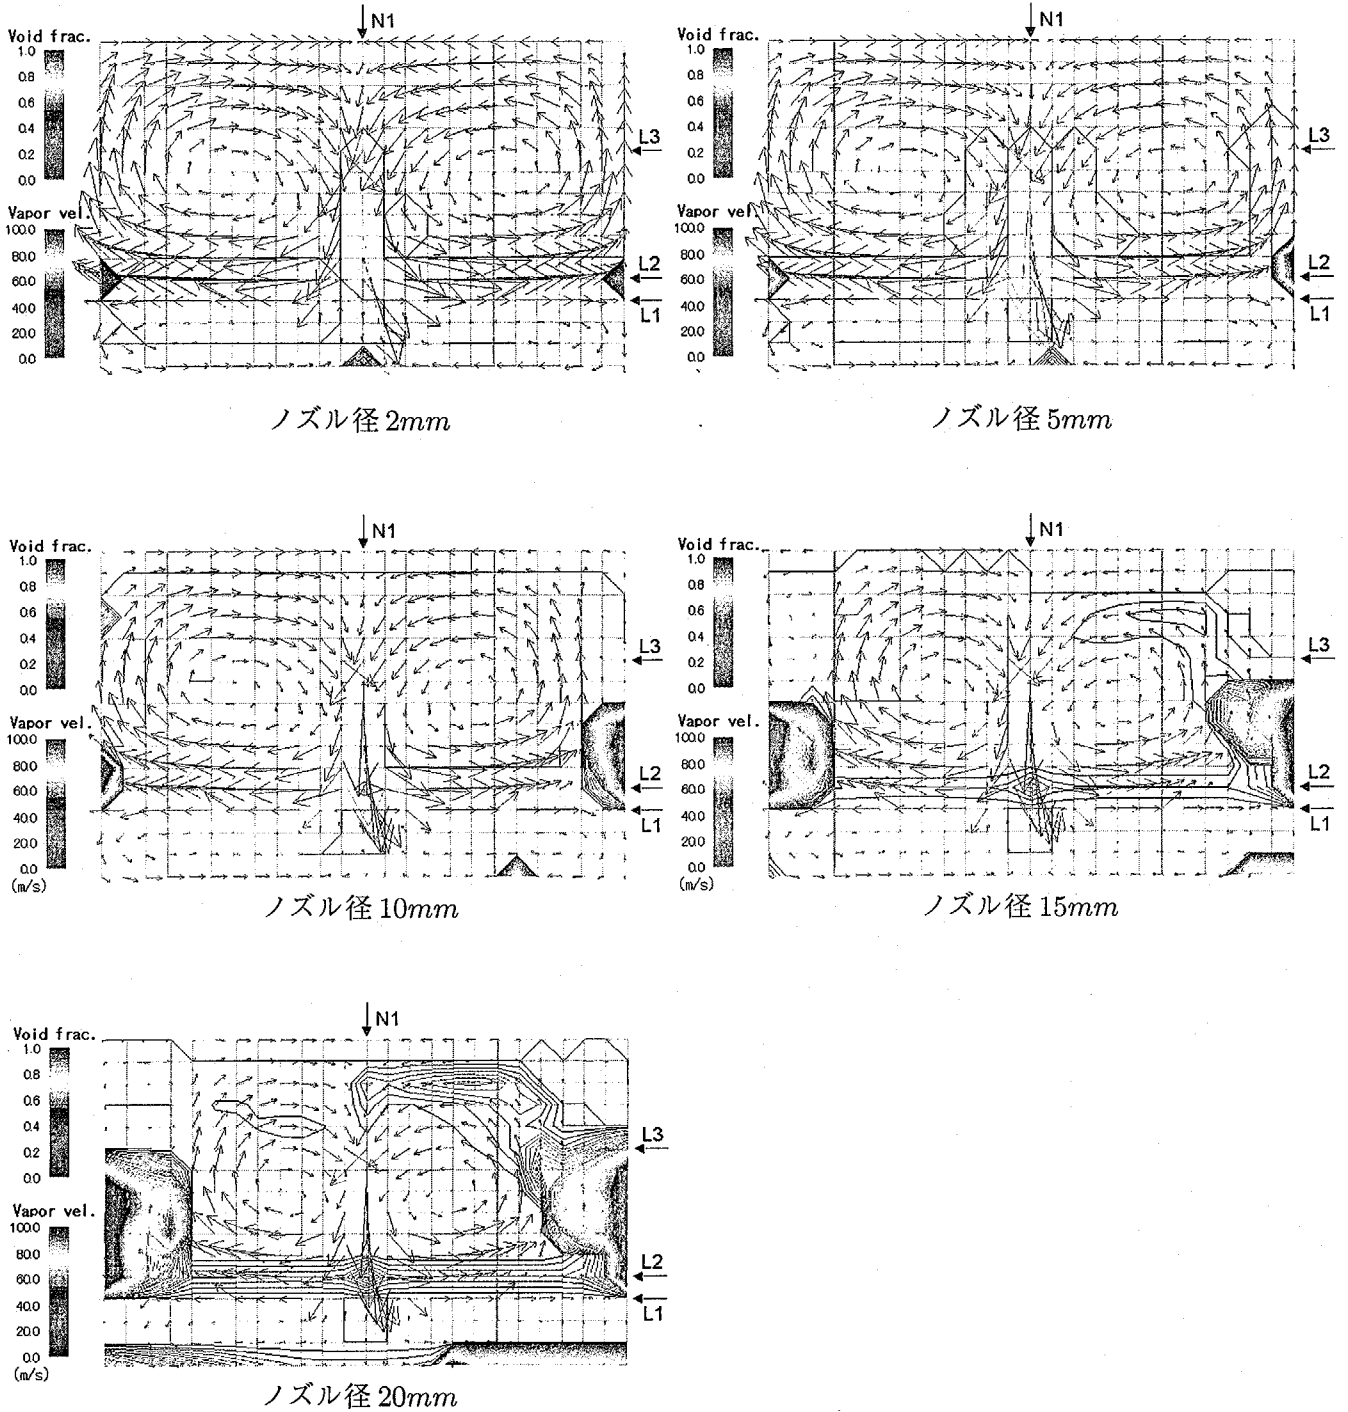 N1
Void frac.
1.0
0.8
0.6
0.4
0.2
0.0
Vapor vel.
100.0
80.0
60.0
40.0
20.0
0.0
L3
L2
L1
ノズル径 2mm
N1
Void frac.
1.0
0.8
0.6
0.4
0.2
0.0
Vapor vel.
100.0
80.0
60.0
40.0
20.0
0.0
L3
L2
L1
ノズル径 5mm
N1
Void frac.
1.0
0.8
0.6
0.4
0.2
0.0
Vapor vel.
100.0
80.0
60.0
40.0
20.0
0.0
(m/s)
L3
L2
L1
ノズル径 10mm
N1
Void frac.
1.0
0.8
0.6
0.4
0.2
0.0
Vapor vel.
100.0
80.0
60.0
40.0
20.0
0.0
(m/s)
L3
L2
L1
ノズル径 15mm
N1
Void frac.
1.0
0.8
0.6
0.4
0.2
0.0
Vapor vel.
100.0
80.0
60.0
40.0
20.0
0.0
(m/s)
L3
L2
L1
ノズル径 20mm